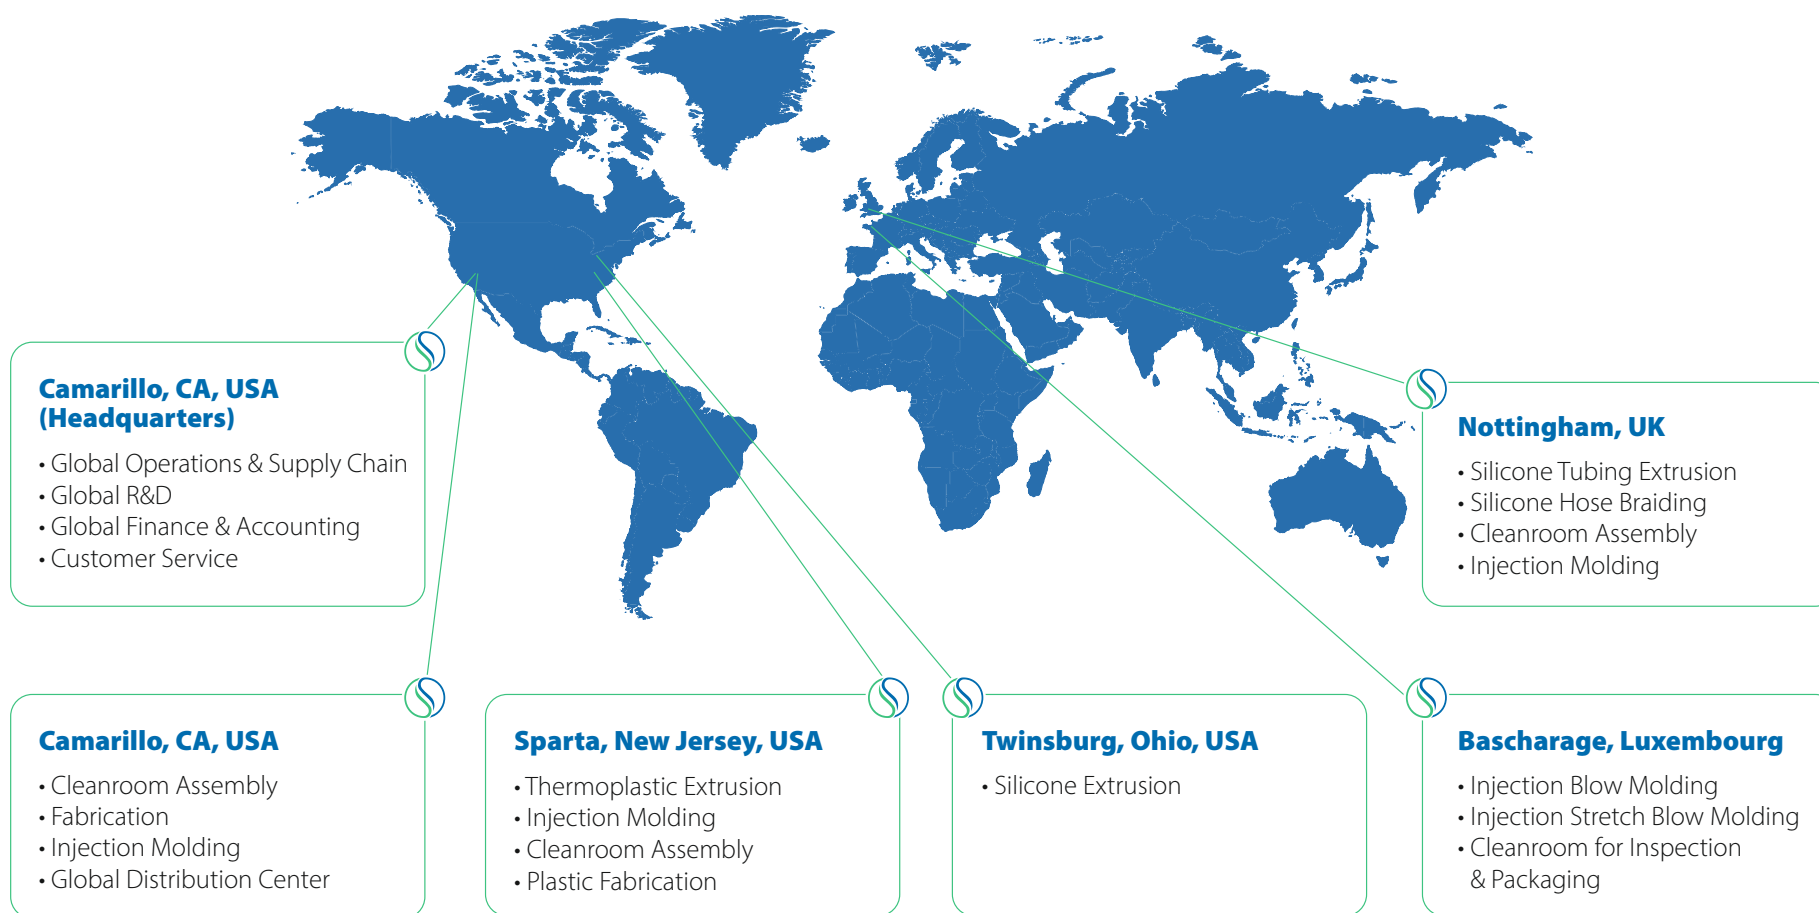 Camarillo, CA, USA
(Headquarters)
• Global Operations & Supply Chain
• Global R&D
• Global Finance & Accounting
• Customer Service
Nottingham, UK
• Silicone Tubing Extrusion
• Silicone Hose Braiding
• Cleanroom Assembly
• Injection Molding
Camarillo, CA, USA
• Cleanroom Assembly
• Fabrication
• Injection Molding
• Global Distribution Center
Sparta, New Jersey, USA
• Thermoplastic Extrusion
• Injection Molding
• Cleanroom Assembly
• Plastic Fabrication
Twinsburg, Ohio, USA
• Silicone Extrusion
Bascharage, Luxembourg
• Injection Blow Molding
• Injection Stretch Blow Molding
• Cleanroom for Inspection
& Packaging